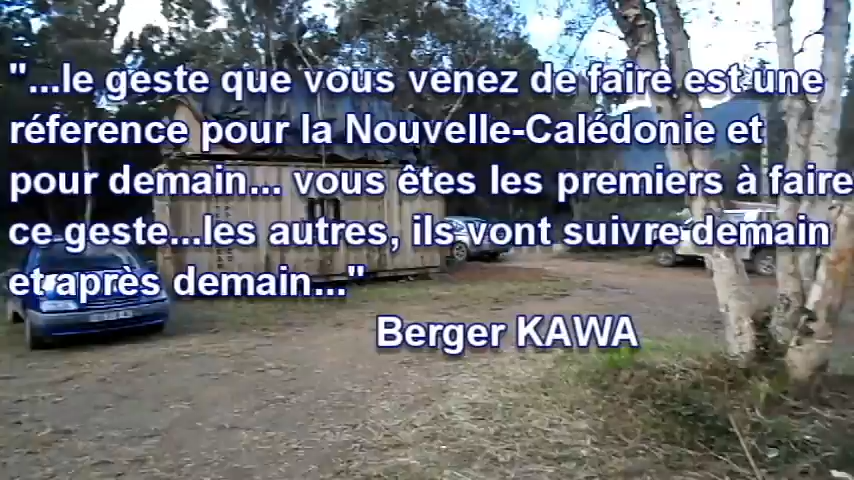 "...le geste que vous venez de faire est une
réference pour la Nouvelle-Calédonie et
pour demain... vous êtes les premiers à faire
ce geste...les autres, ils vont suivre demain
et après demain..."
Berger KAWA